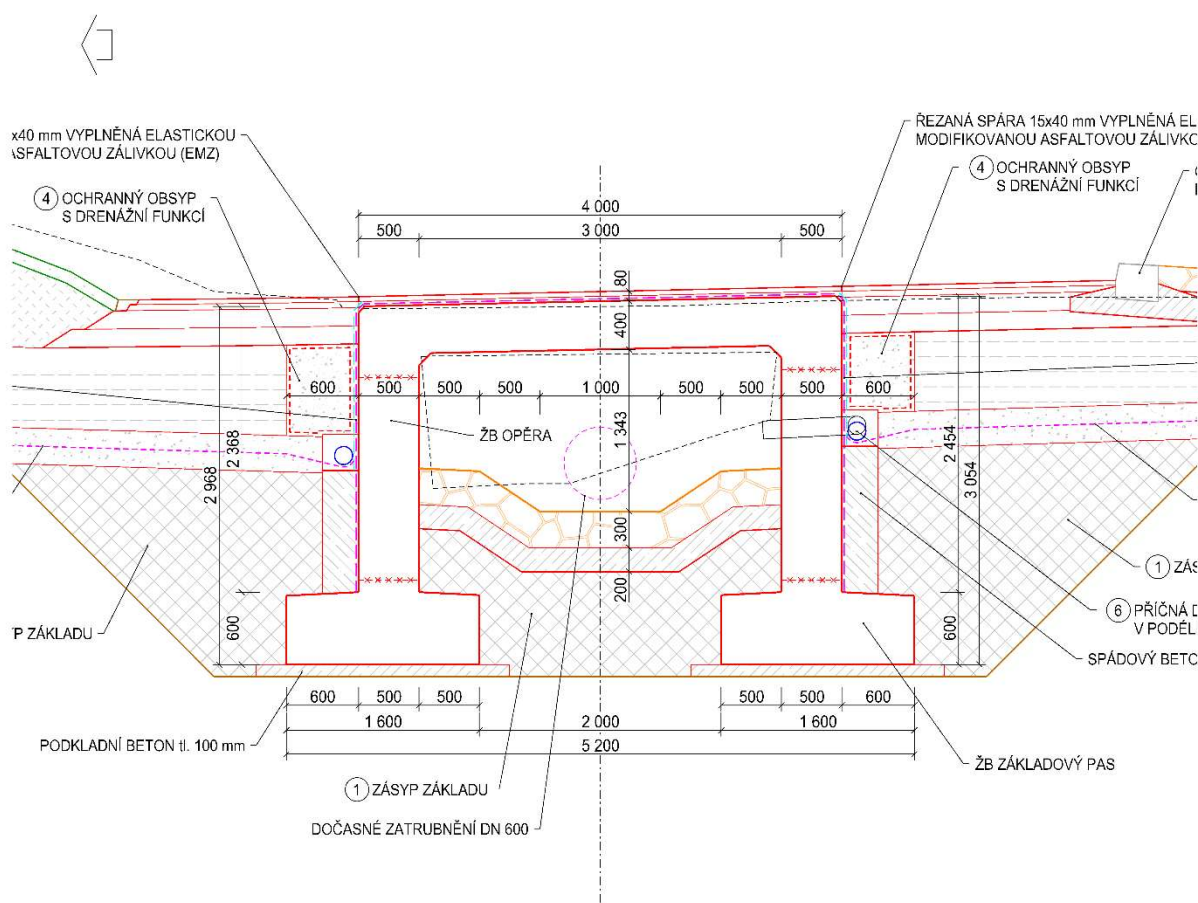 ŘEZANÁ SPÁRA 15x40 mm VYPLNĚNÁ EL
MODIFIKOVANOU ASFALTOVOU ZÁLIVKO
x40 mm VYPLNĚNÁ ELASTICKOU
ASFALTOVOU ZÁLIVKOU (EMZ)
4 OCHRANNÝ OBSYP
S DRENÁŽNÍ FUNKCÍ
4 OCHRANNÝ OBSYP
S DRENÁŽNÍ FUNKCÍ
4 000
500 3 000 500
80
400
600 500 500 500 1 000 500 500 500 600
1 343
ŽB OPĚRA
2 368
2 968
2 454
3 054
300
200
600
600
1 ZÁS
6 PŘÍČNÁ D
V PODÉL
P ZÁKLADU
SPÁDOVÝ BETO
600 500 500 500 500 600
1 600 2 000 1 600
5 200
PODKLADNÍ BETON tl. 100 mm
ŽB ZÁKLADOVÝ PAS
1 ZÁSYP ZÁKLADU
DOČASNÉ ZATRUBNĚNÍ DN 600